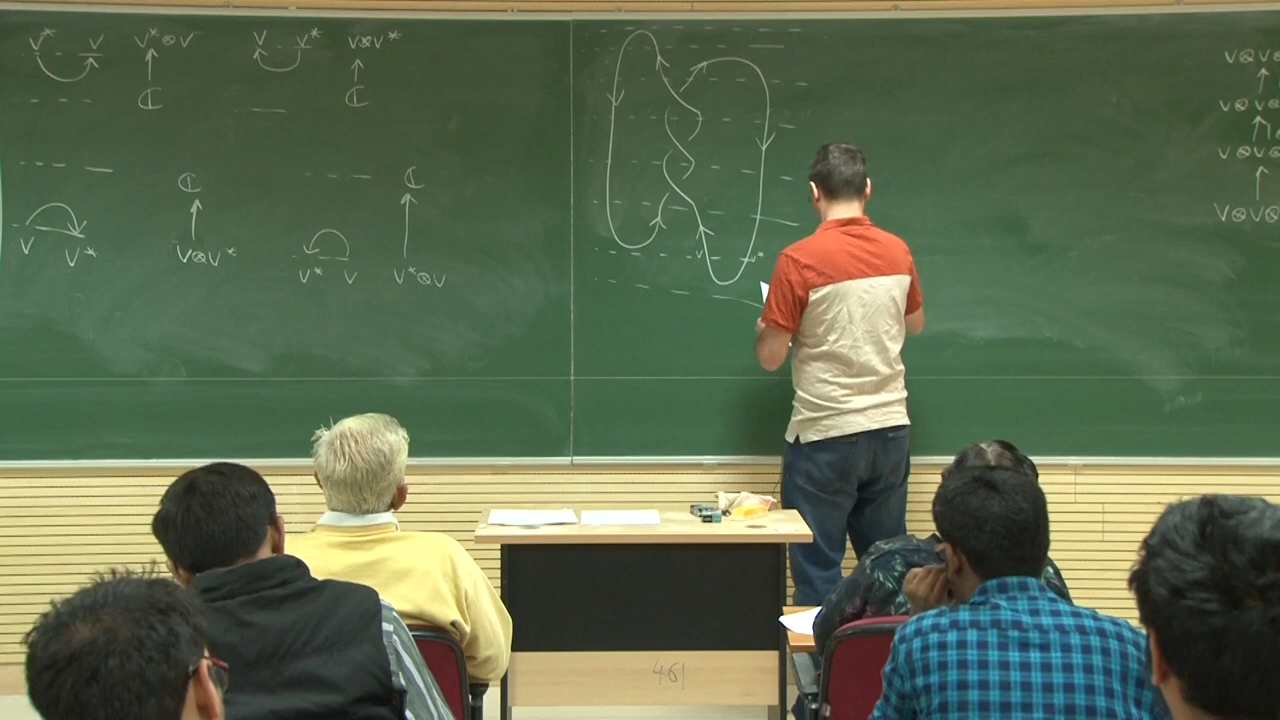 V* V V*⊗V V V* V⊗V*
ℂ ℂ
ℂ ℂ
V V* V⊗V* V* V V*⊗V
V V*
V⊗V⊗
V⊗V⊗
V⊗V⊗
V⊗V⊗
461